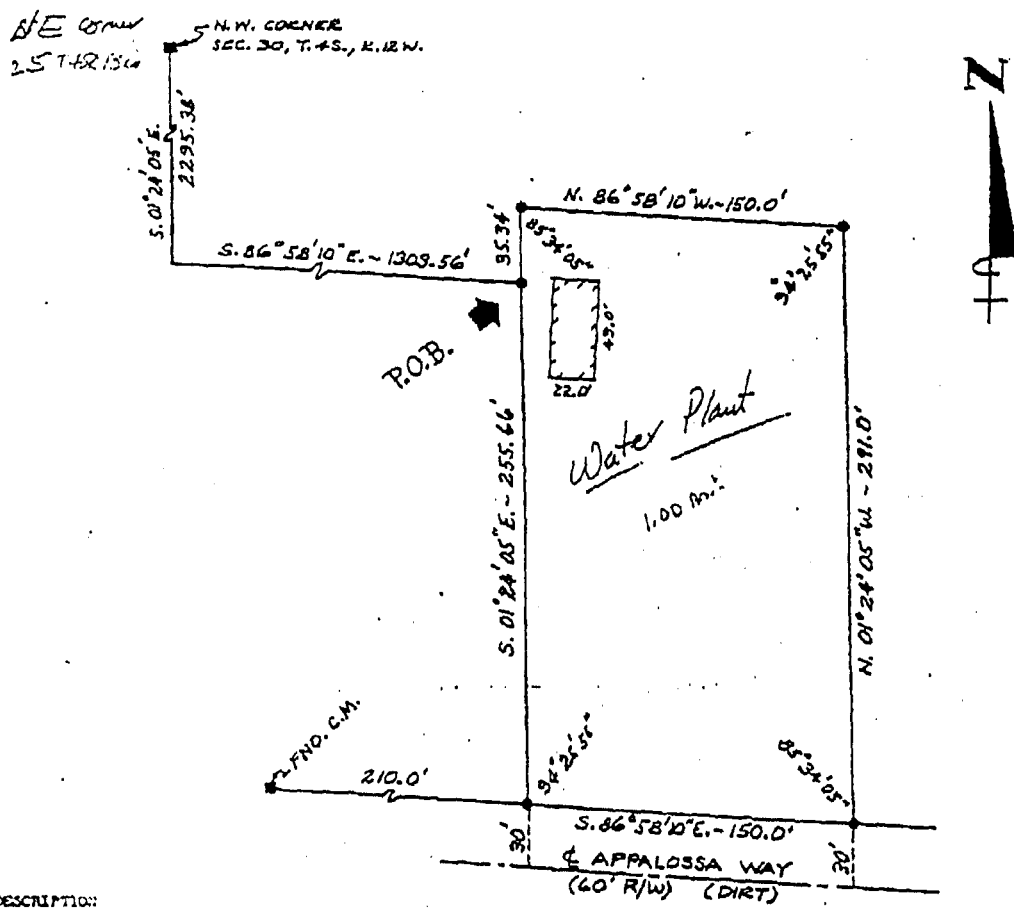 N.W. CORNER
SEC. 30, T.4S., R.12W.
NE corner
25
S. 01°24'05"E.
2295.38'
S. 86°58'10"E. ~ 1309.56'
35.34'
N. 86°58'10"W. ~ 150.0'
85°34'05"
94°25'55"
N
P.O.B.
49.0'
22.0'
Water Plant
1.00 Ac.±
S. 01°24'05"E. ~ 255.66'
N. 01°24'05"W. ~ 291.0'
FND. C.M.
210.0'
94°25'56"
85°34'05"
S. 86°58'10"E. ~ 150.0'
30'
30'
℄ APPALOSSA WAY
(60' R/W) (DIRT)
DESCRIPTION: